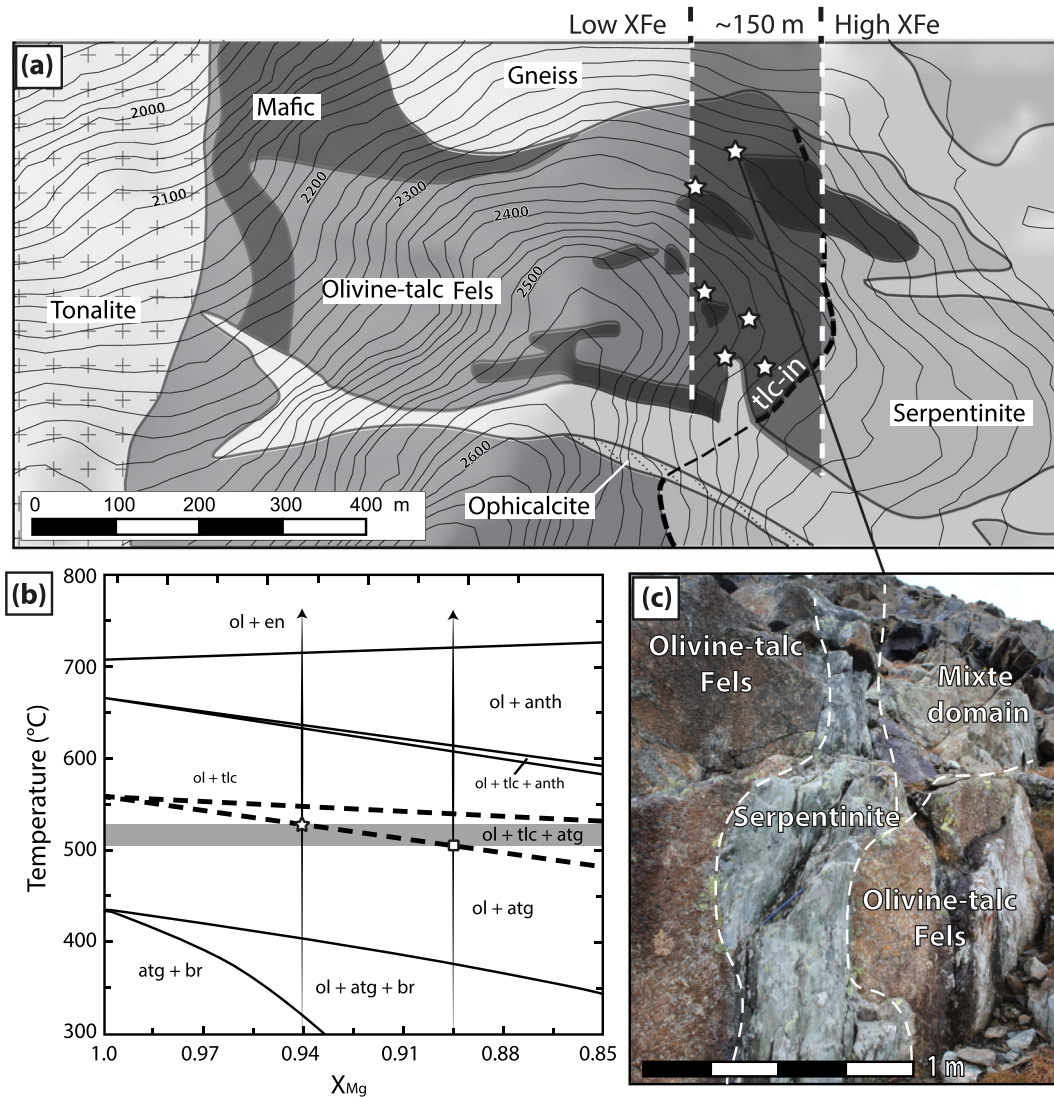 Low XFe
~150 m
High XFe
(a)
Gneiss
Mafic
2000
2100
2200
2300
2400
2500
Olivine-talc Fels
Tonalite
tlc-in
Serpentinite
2600
Ophicalcite
0 100 200 300 400 m
(b)
800
700
600
500
400
300
Temperature (°C)
ol + en
ol + anth
ol + tlc
ol + tlc + anth
ol + tlc + atg
ol + atg
atg + br
ol + atg + br
1.0 0.97 0.94 0.91 0.88 0.85
XMg
(c)
Olivine-talc
Fels
Mixte
domain
Serpentinite
Olivine-talc
Fels
1 m